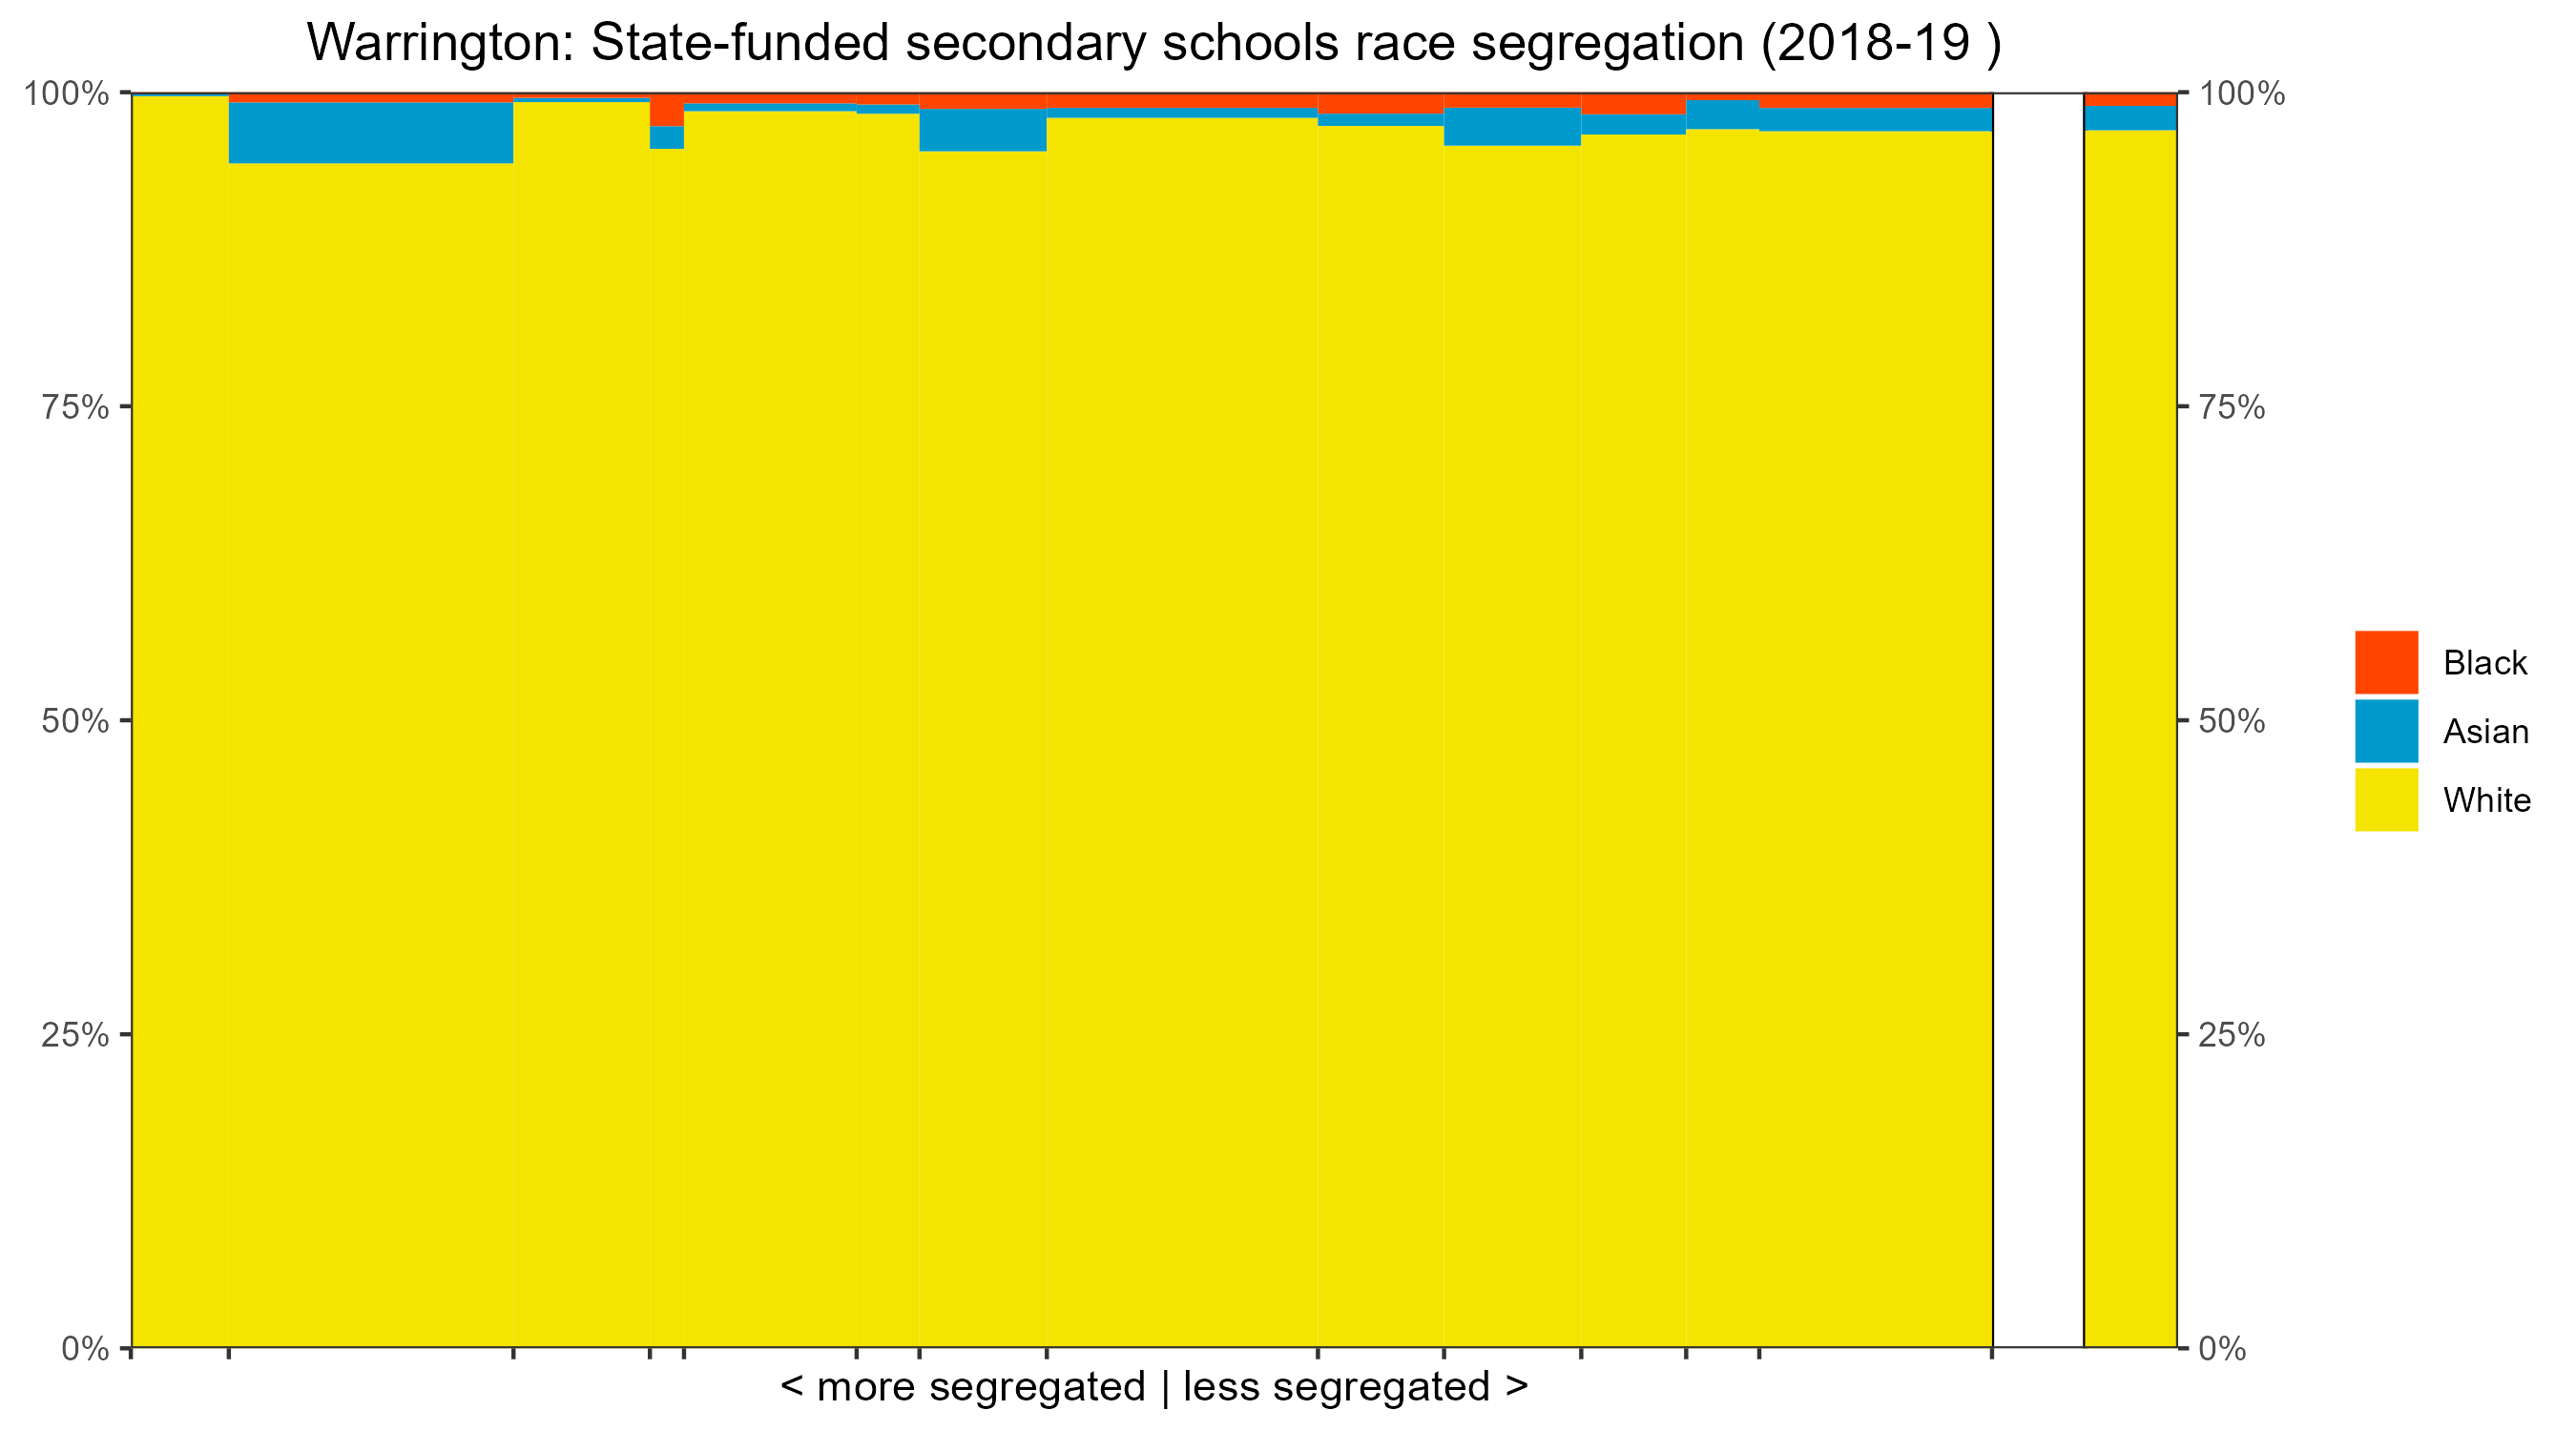 Warrington: State-funded secondary schools race segregation (2018-19 )
100%
75%
50%
25%
0%
100%
75%
50%
25%
0%
Black
Asian
White
< more segregated | less segregated >